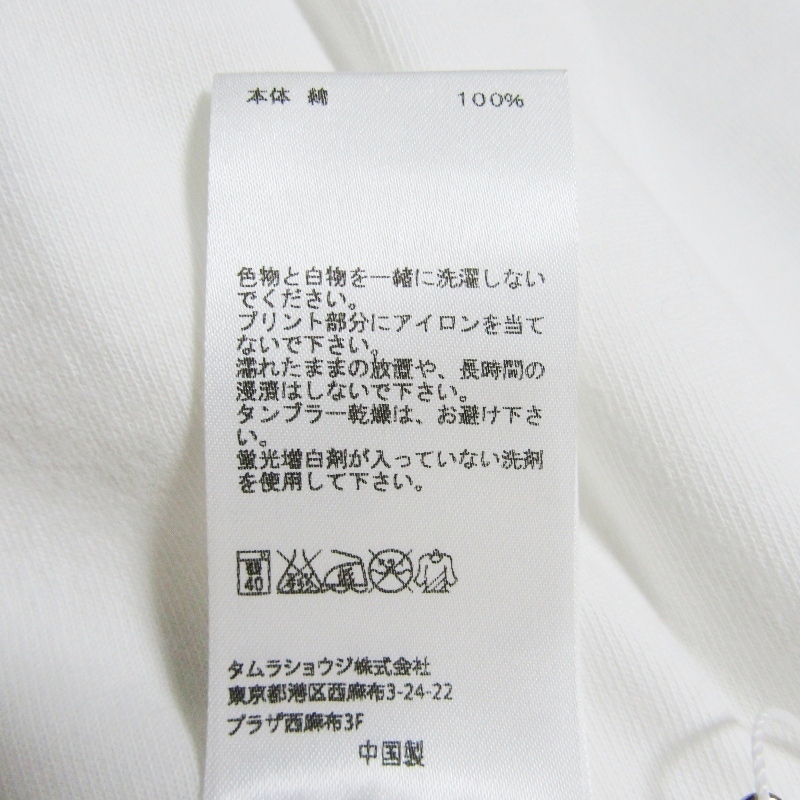 本体 綿 100%
色物と白物を一緒に洗濯しない
でください。
プリント部分にアイロンを当て
ないで下さい。
濡れたままの放置や、長時間の
浸漬はしないで下さい。
タンブラー乾燥は、お避け下さ
い。
蛍光増白剤が入っていない洗剤
を使用して下さい。
40
タムラショウジ株式会社
東京都港区西麻布3-24-22
プラザ西麻布3F
中国製